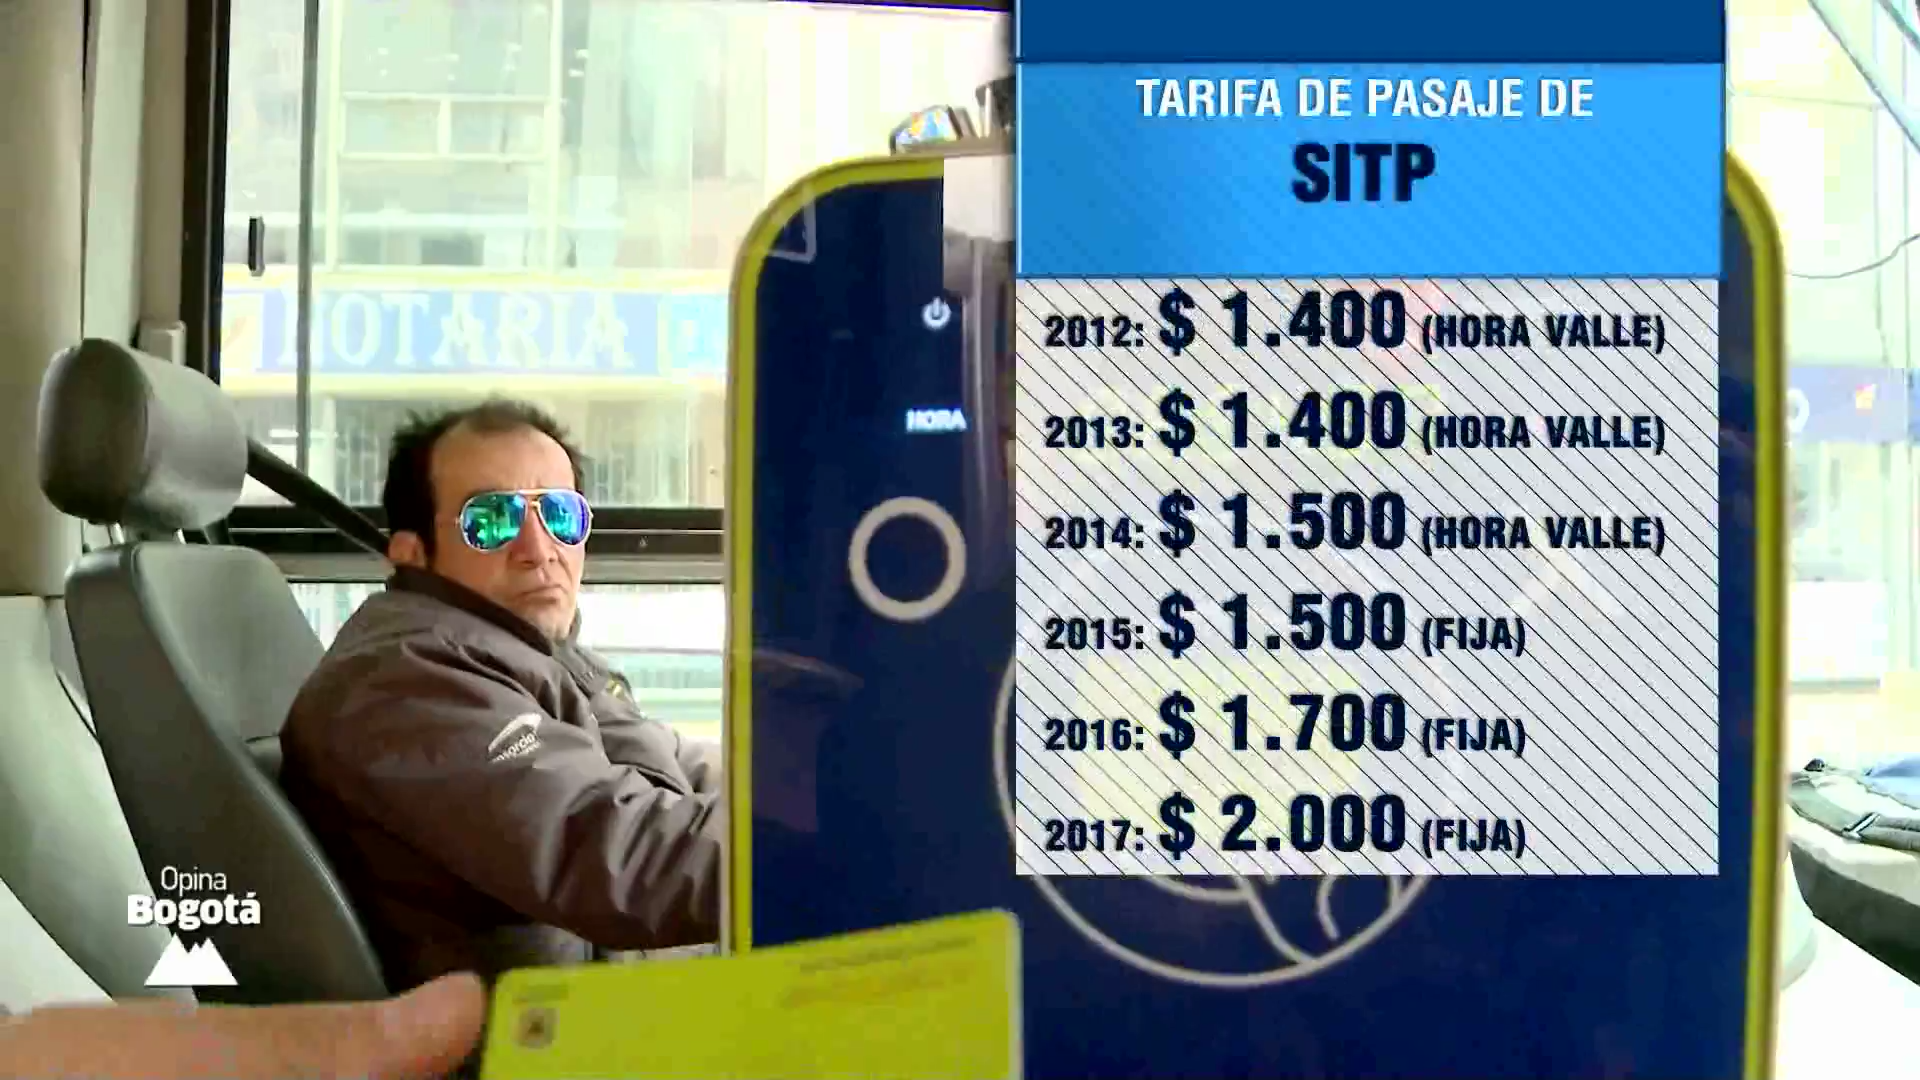 TARIFA DE PASAJE DE
SITP
2012: $ 1.400 (HORA VALLE)
2013: $ 1.400 (HORA VALLE)
2014: $ 1.500 (HORA VALLE)
2015: $ 1.500 (FIJA)
2016: $ 1.700 (FIJA)
2017: $ 2.000 (FIJA)
NOTARIA
HORA
Opina
Bogotá